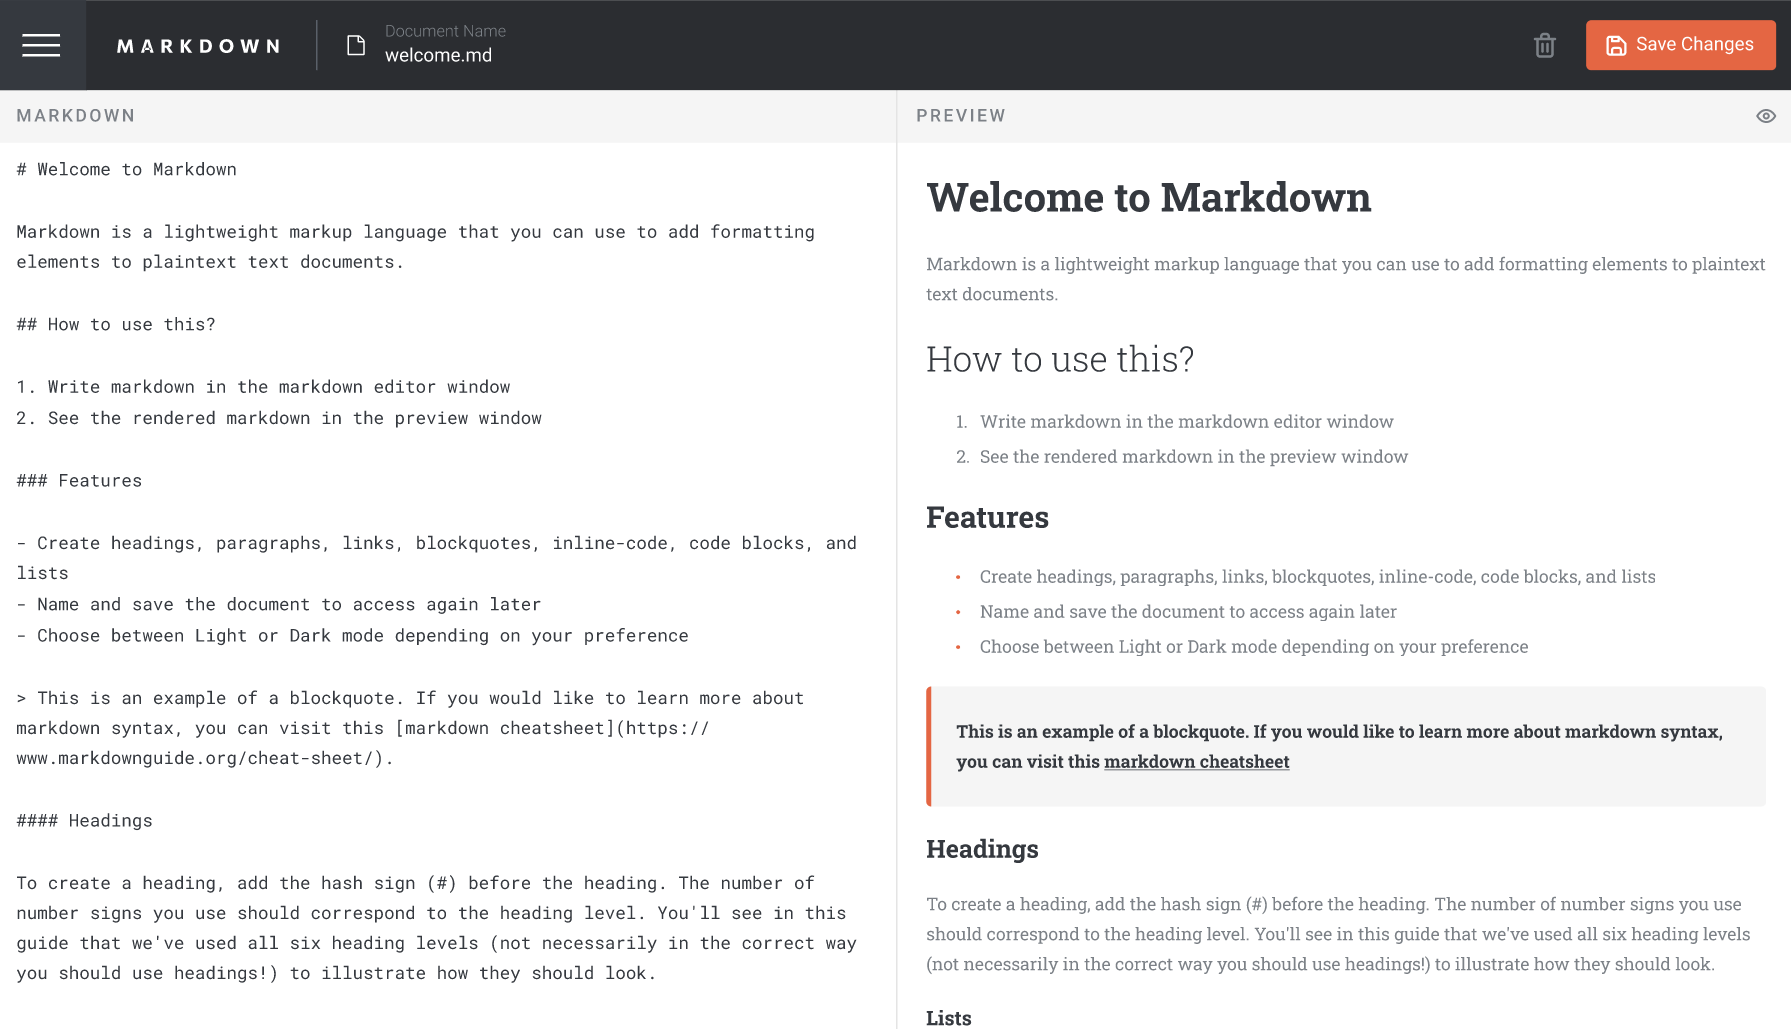 MARKDOWN
Document Name
welcome.md
Save Changes
MARKDOWN
# Welcome to Markdown
Markdown is a lightweight markup language that you can use to add formatting
elements to plaintext text documents.
## How to use this?
1. Write markdown in the markdown editor window
2. See the rendered markdown in the preview window
### Features
- Create headings, paragraphs, links, blockquotes, inline-code, code blocks, and
lists
- Name and save the document to access again later
- Choose between Light or Dark mode depending on your preference
> This is an example of a blockquote. If you would like to learn more about
markdown syntax, you can visit this [markdown cheatsheet](https://
www.markdownguide.org/cheat-sheet/).
#### Headings
To create a heading, add the hash sign (#) before the heading. The number of
number signs you use should correspond to the heading level. You'll see in this
guide that we've used all six heading levels (not necessarily in the correct way
you should use headings!) to illustrate how they should look.
PREVIEW
Welcome to Markdown
Markdown is a lightweight markup language that you can use to add formatting elements to plaintext
text documents.
How to use this?
1. Write markdown in the markdown editor window
2. See the rendered markdown in the preview window
Features
• Create headings, paragraphs, links, blockquotes, inline-code, code blocks, and lists
• Name and save the document to access again later
• Choose between Light or Dark mode depending on your preference
This is an example of a blockquote. If you would like to learn more about markdown syntax,
you can visit this markdown cheatsheet
Headings
To create a heading, add the hash sign (#) before the heading. The number of number signs you use
should correspond to the heading level. You'll see in this guide that we've used all six heading levels
(not necessarily in the correct way you should use headings!) to illustrate how they should look.
Lists